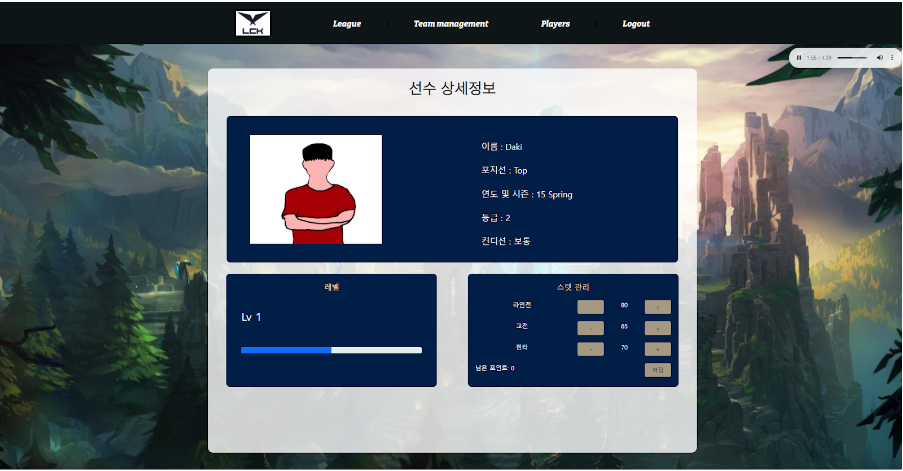 LCK
League
Team management
Players
Logout
1:56 / 4:29
선수 상세정보
이름 : Daki
포지션 : Top
연도 및 시즌 : 15 Spring
등급 : 2
컨디션 : 보통
레벨
Lv 1
스탯 관리
라인전 - 80 +
교전 - 65 +
한타 - 70 +
남은 포인트: 0
저장